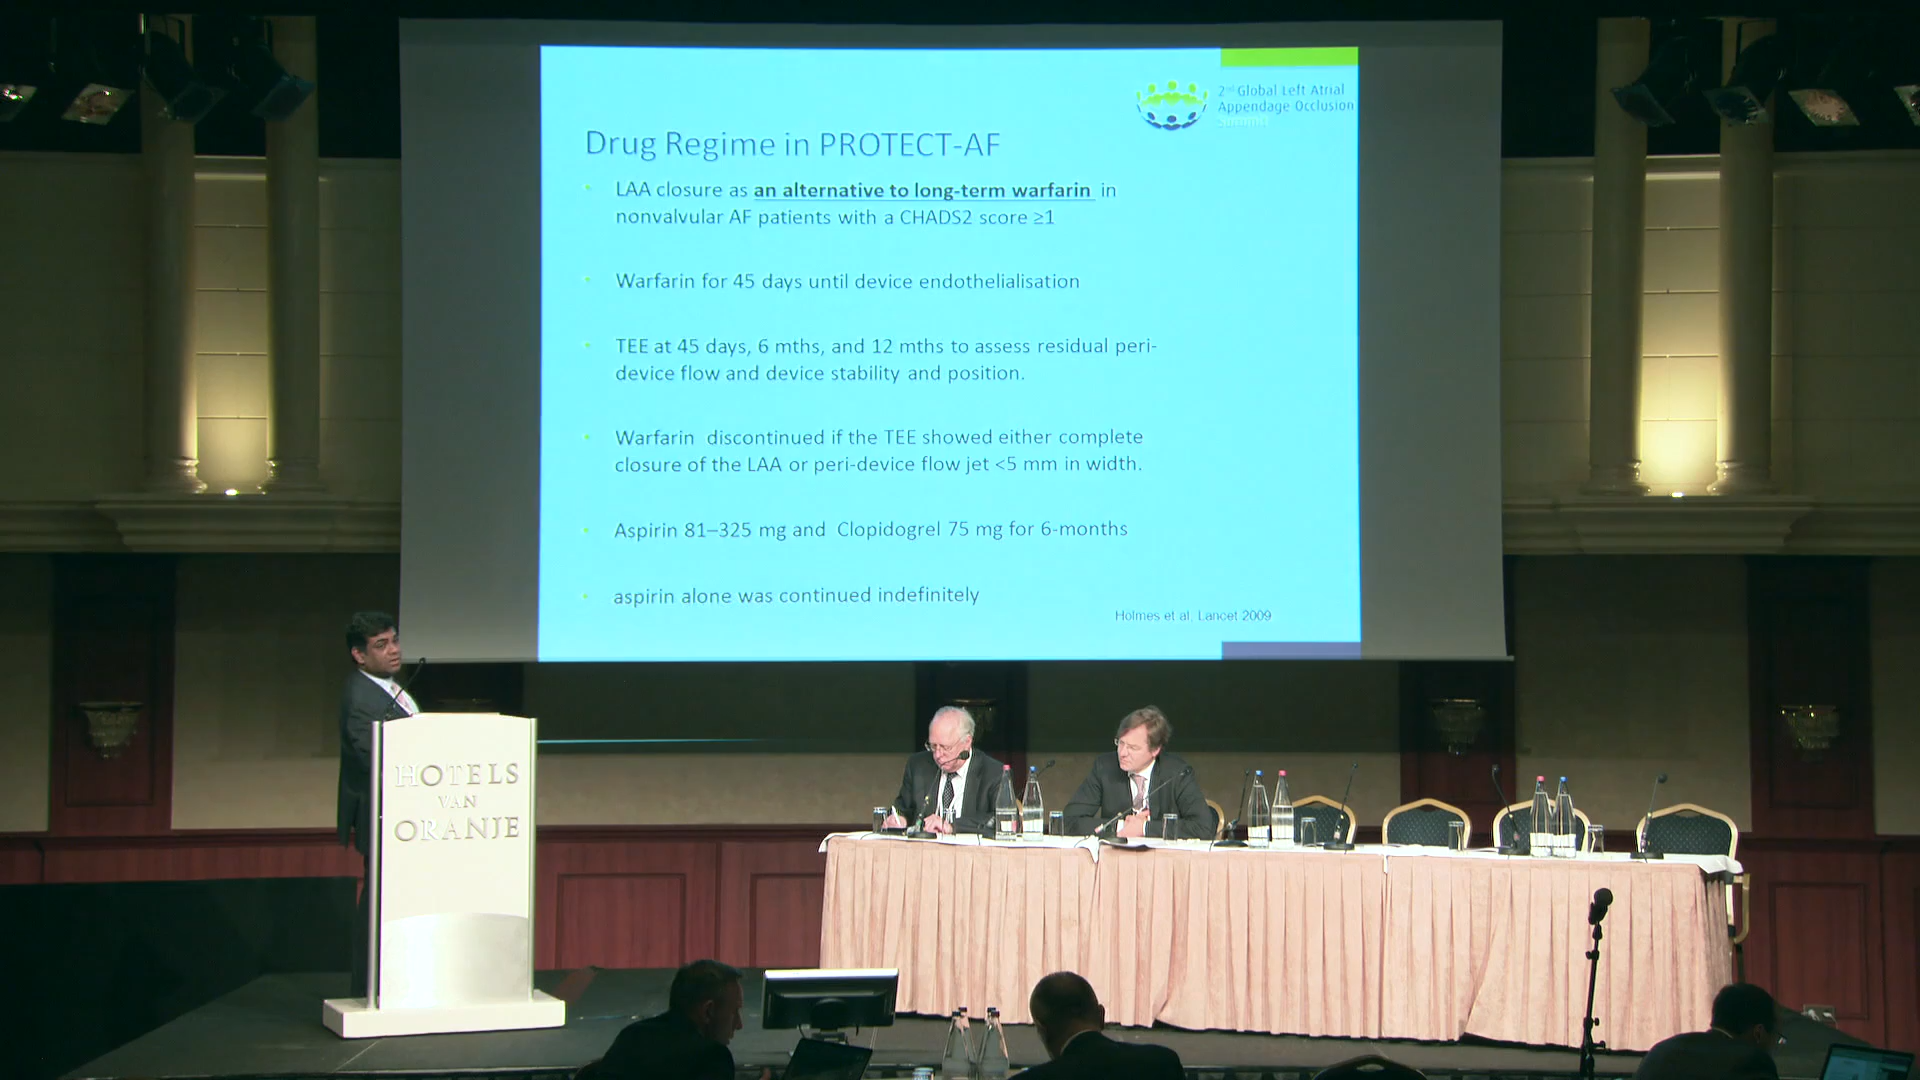 2nd Global Left Atrial
Appendage Occlusion
Summit
Drug Regime in PROTECT-AF
LAA closure as an alternative to long-term warfarin in
nonvalvular AF patients with a CHADS2 score ≥1
Warfarin for 45 days until device endothelialisation
TEE at 45 days, 6 mths, and 12 mths to assess residual peri-
device flow and device stability and position.
Warfarin discontinued if the TEE showed either complete
closure of the LAA or peri-device flow jet <5 mm in width.
Aspirin 81–325 mg and Clopidogrel 75 mg for 6-months
aspirin alone was continued indefinitely
Holmes et al, Lancet 2009
HOTELS
VAN
ORANJE